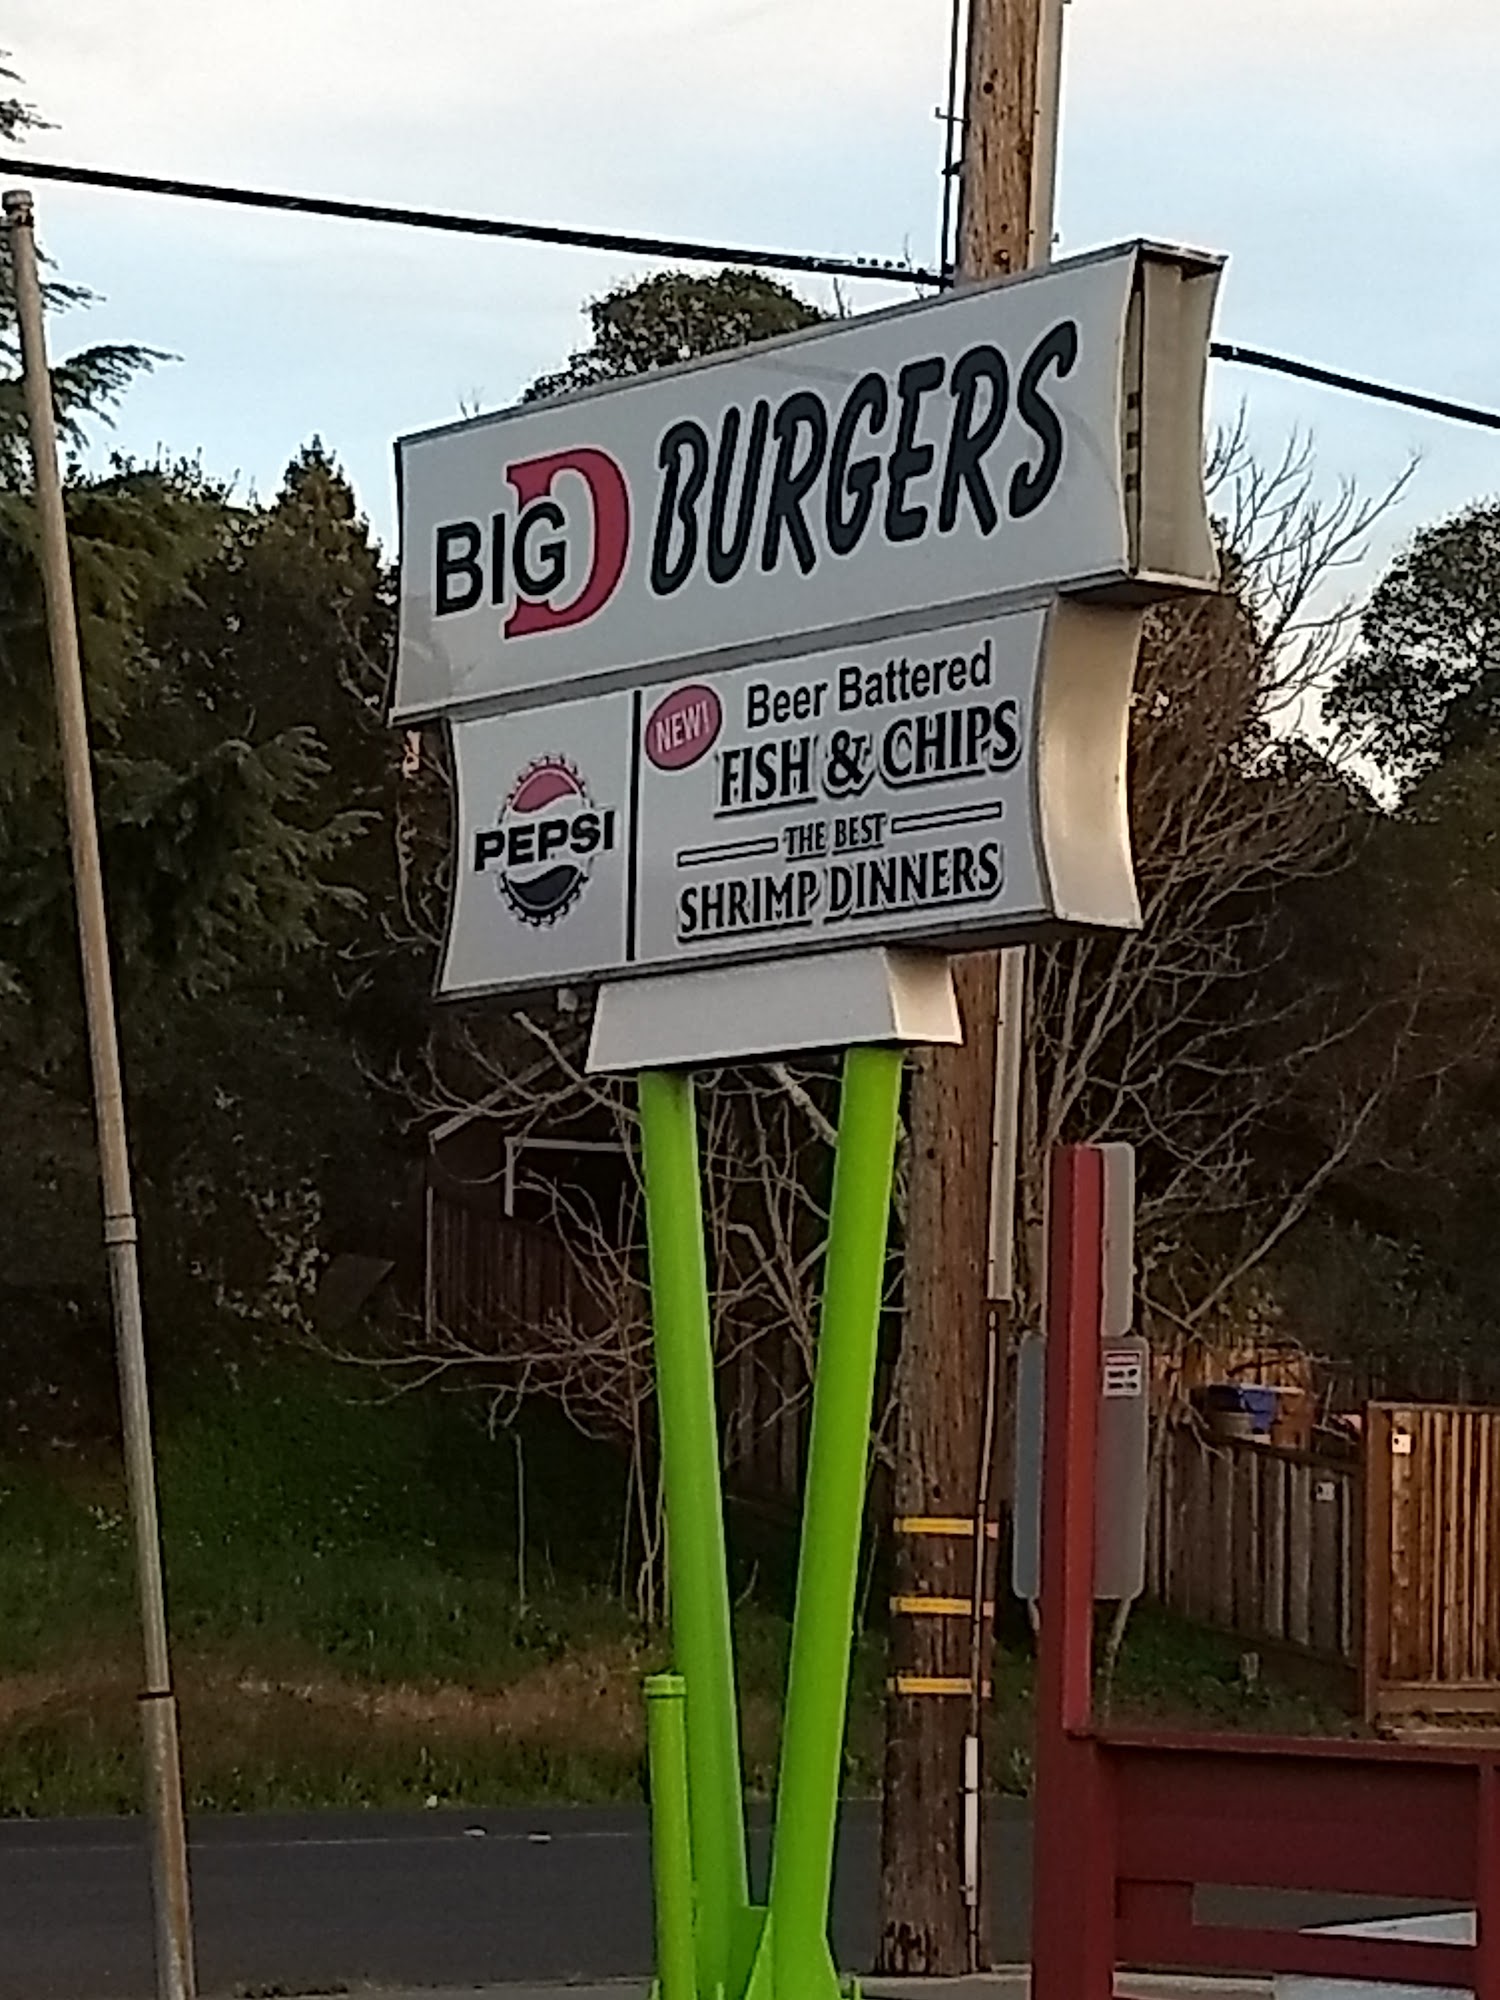 BIG D BURGERS
PEPSI
NEW!
Beer Battered
FISH & CHIPS
THE BEST
SHRIMP DINNERS